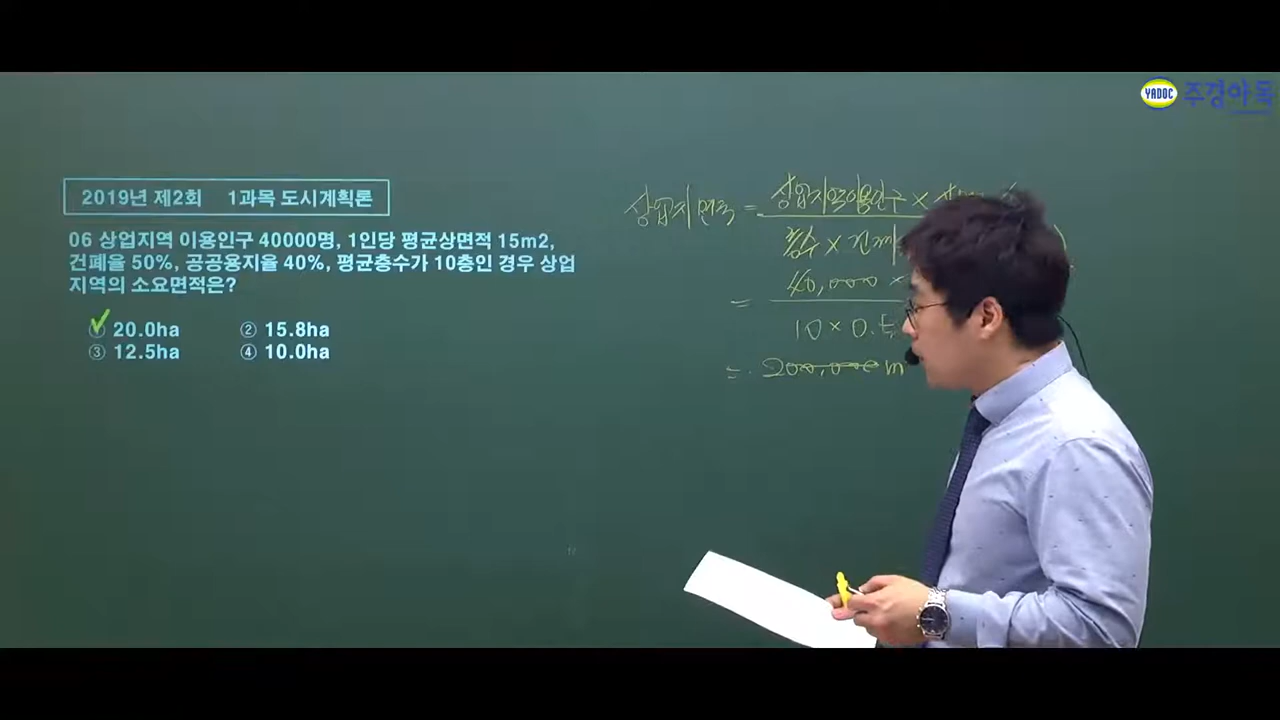 YADOC 주경야독
2019년 제2회 1과목 도시계획론
06 상업지역 이용인구 40000명, 1인당 평균상면적 15m2,
건폐율 50%, 공공용지율 40%, 평균층수가 10층인 경우 상업
지역의 소요면적은?
① 20.0ha ② 15.8ha
③ 12.5ha ④ 10.0ha
상업지면적 = 상업지역이용인구 ×
층수 ×
= 40,000 ×
10 × 0.5
= 200,000 m